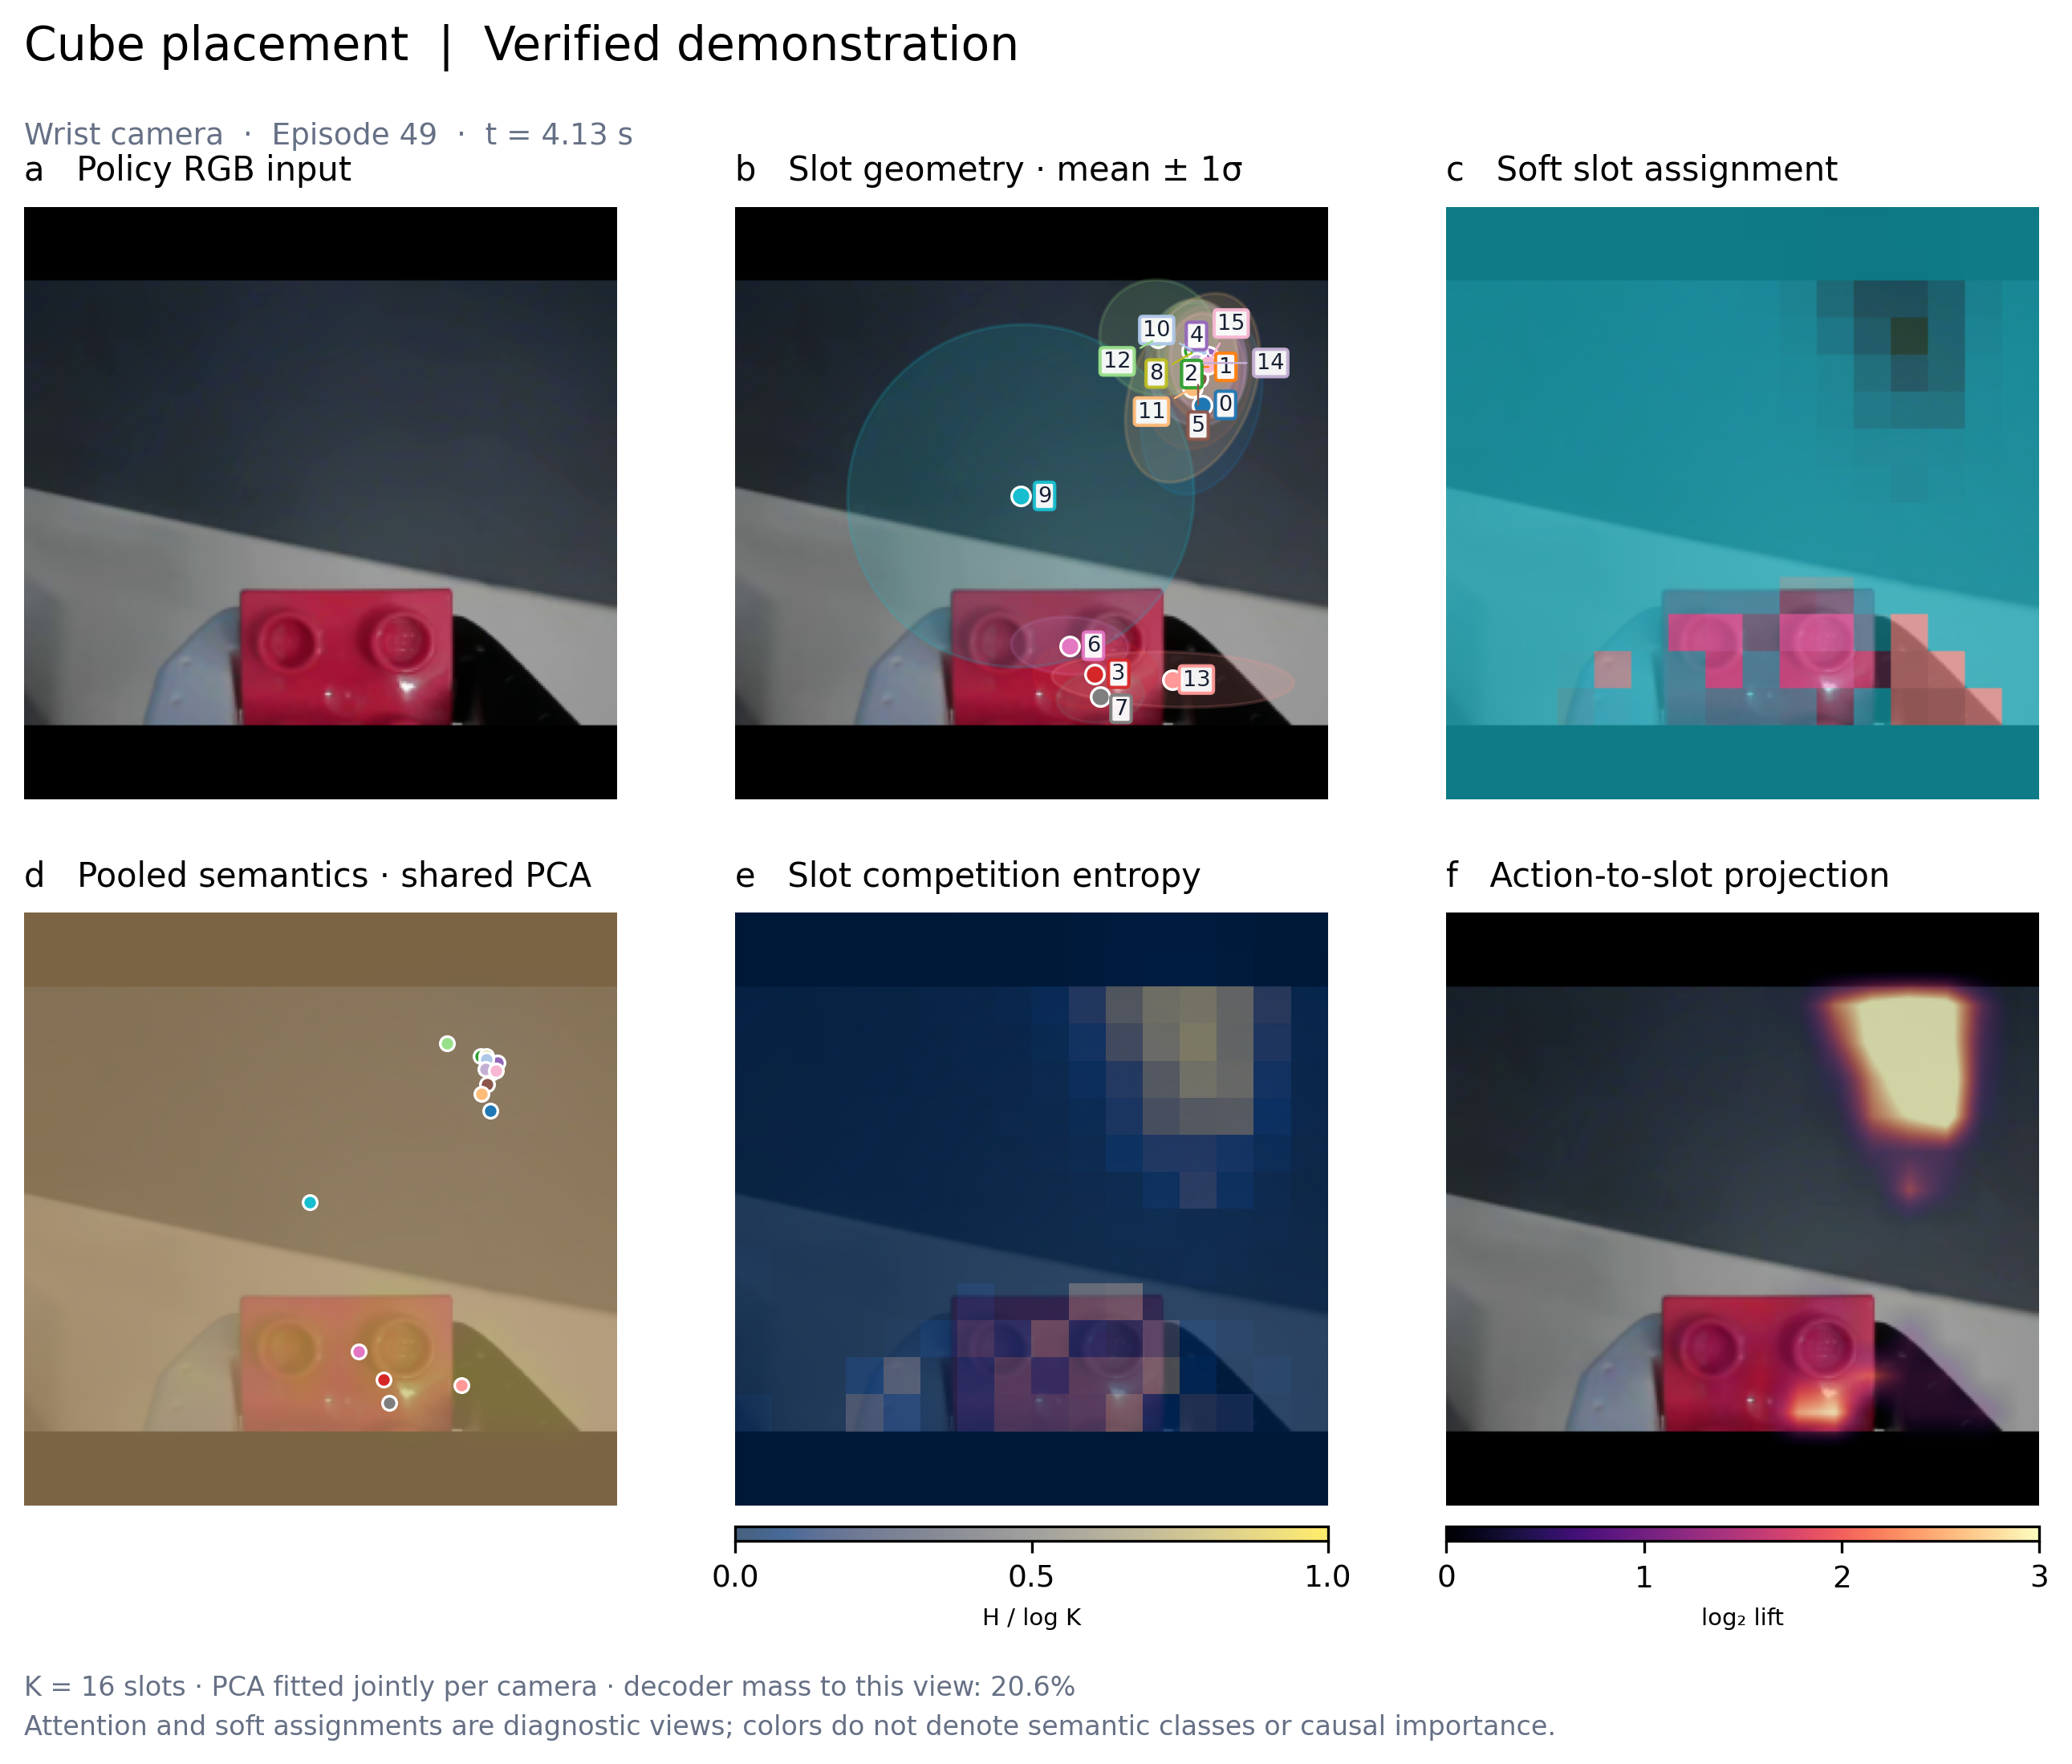 Cube placement | Verified demonstration
Wrist camera · Episode 49 · t = 4.13 s
a Policy RGB input
b Slot geometry · mean ± 1σ
c Soft slot assignment
10
4
15
12
8
2
1
14
11
0
5
9
6
3
13
7
d Pooled semantics · shared PCA
e Slot competition entropy
f Action-to-slot projection
0.0 0.5 1.0
H / log K
0 1 2 3
log₂ lift
K = 16 slots · PCA fitted jointly per camera · decoder mass to this view: 20.6%
Attention and soft assignments are diagnostic views; colors do not denote semantic classes or causal importance.